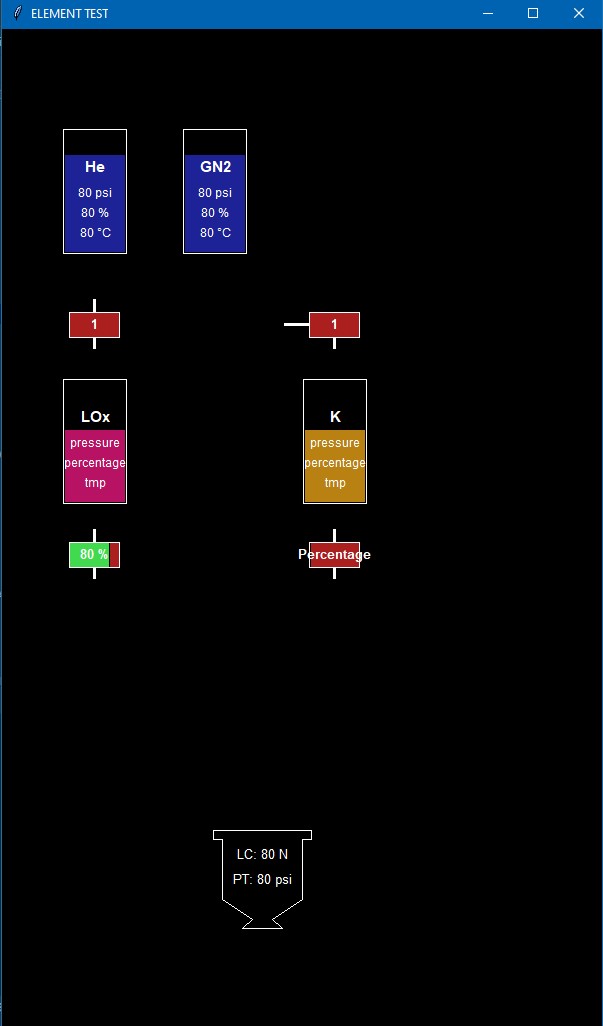 ELEMENT TEST
He
80 psi
80 %
80 °C
GN2
80 psi
80 %
80 °C
1
1
LOx
pressure
percentage
tmp
K
pressure
percentage
tmp
80 %
Percentage
LC: 80 N
PT: 80 psi